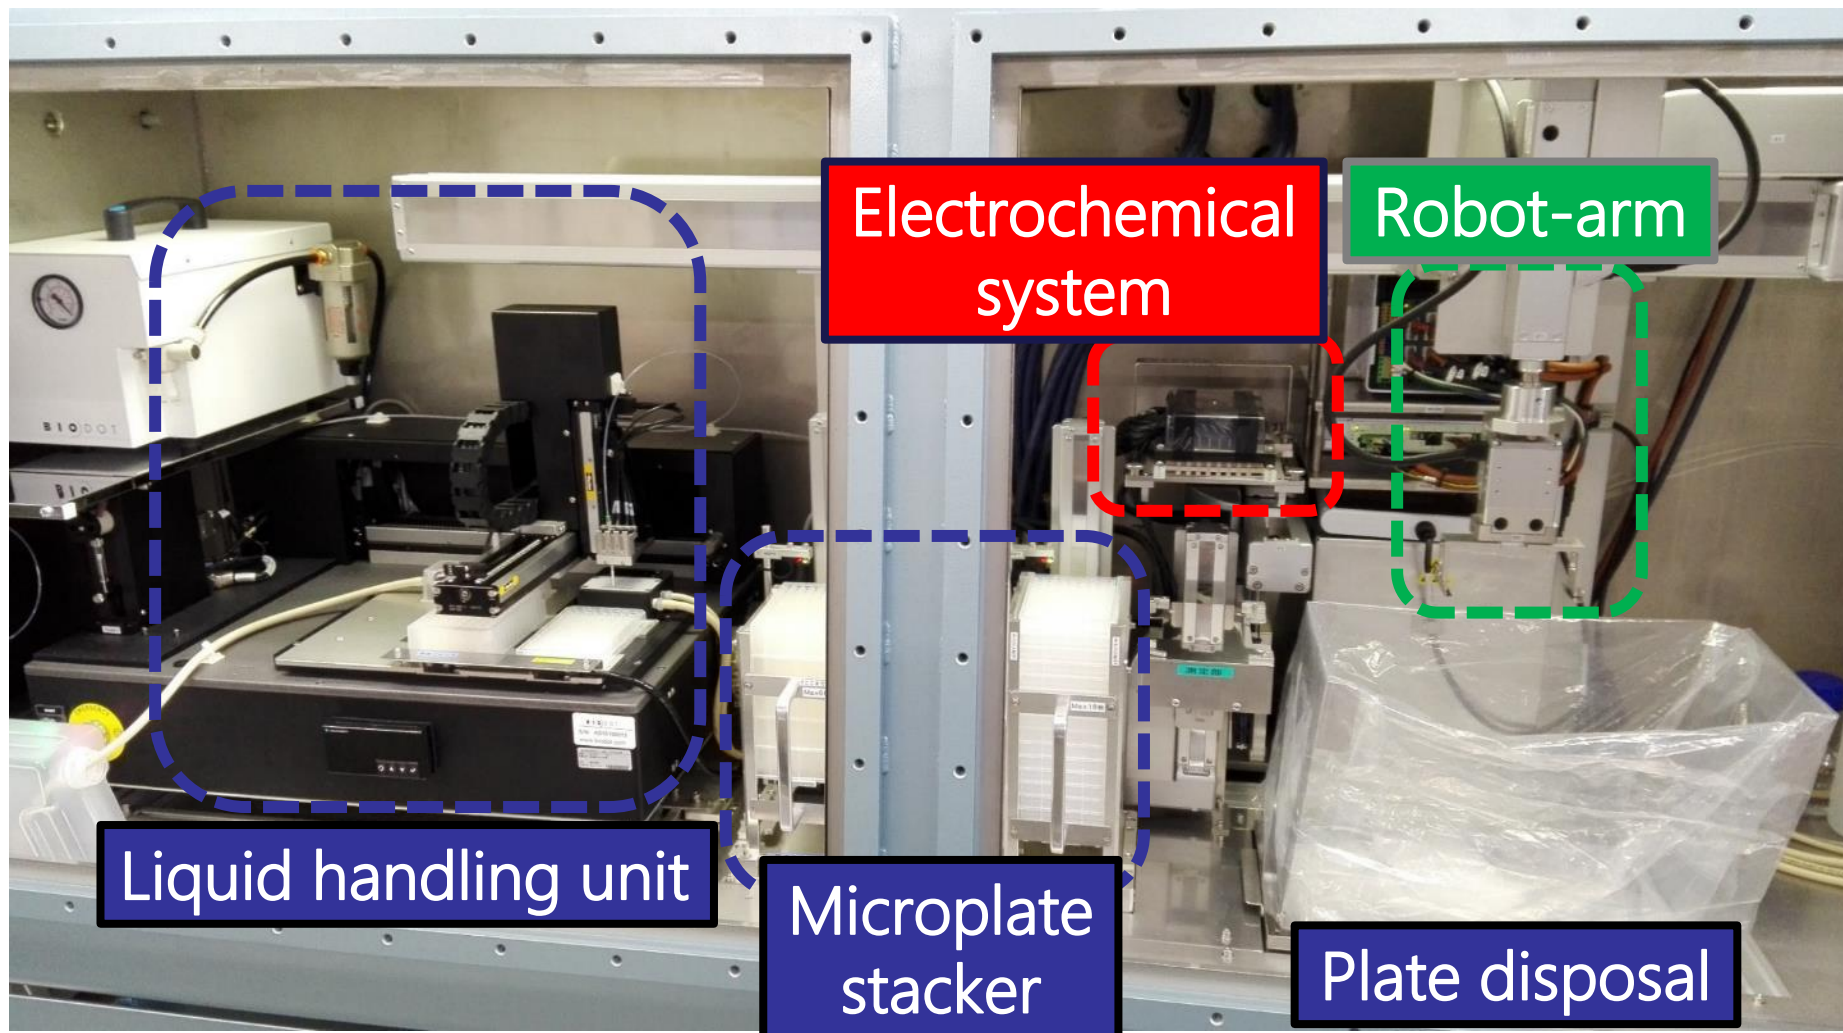 Electrochemical
system
Robot-arm
BIODOT
Liquid handling unit
Microplate
stacker
Plate disposal